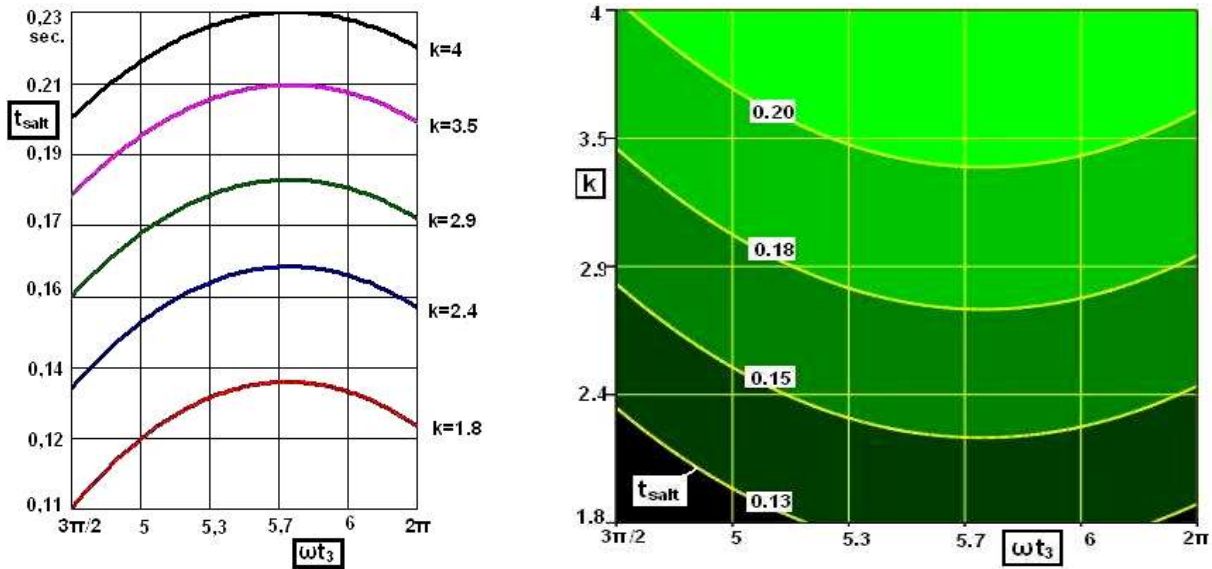 0,23
sec.
0,21
t_salt
0,19
0,17
0,16
0,14
0,12
0,11
k=4
k=3.5
k=2.9
k=2.4
k=1.8
3π/2 5 5,3 5.7 6 2π
ωt₃
4
3.5
k
2.9
2.4
1.8
0.20
0.18
0.15
0.13
t_salt
3π/2 5 5.3 5.7 6 2π
ωt₃